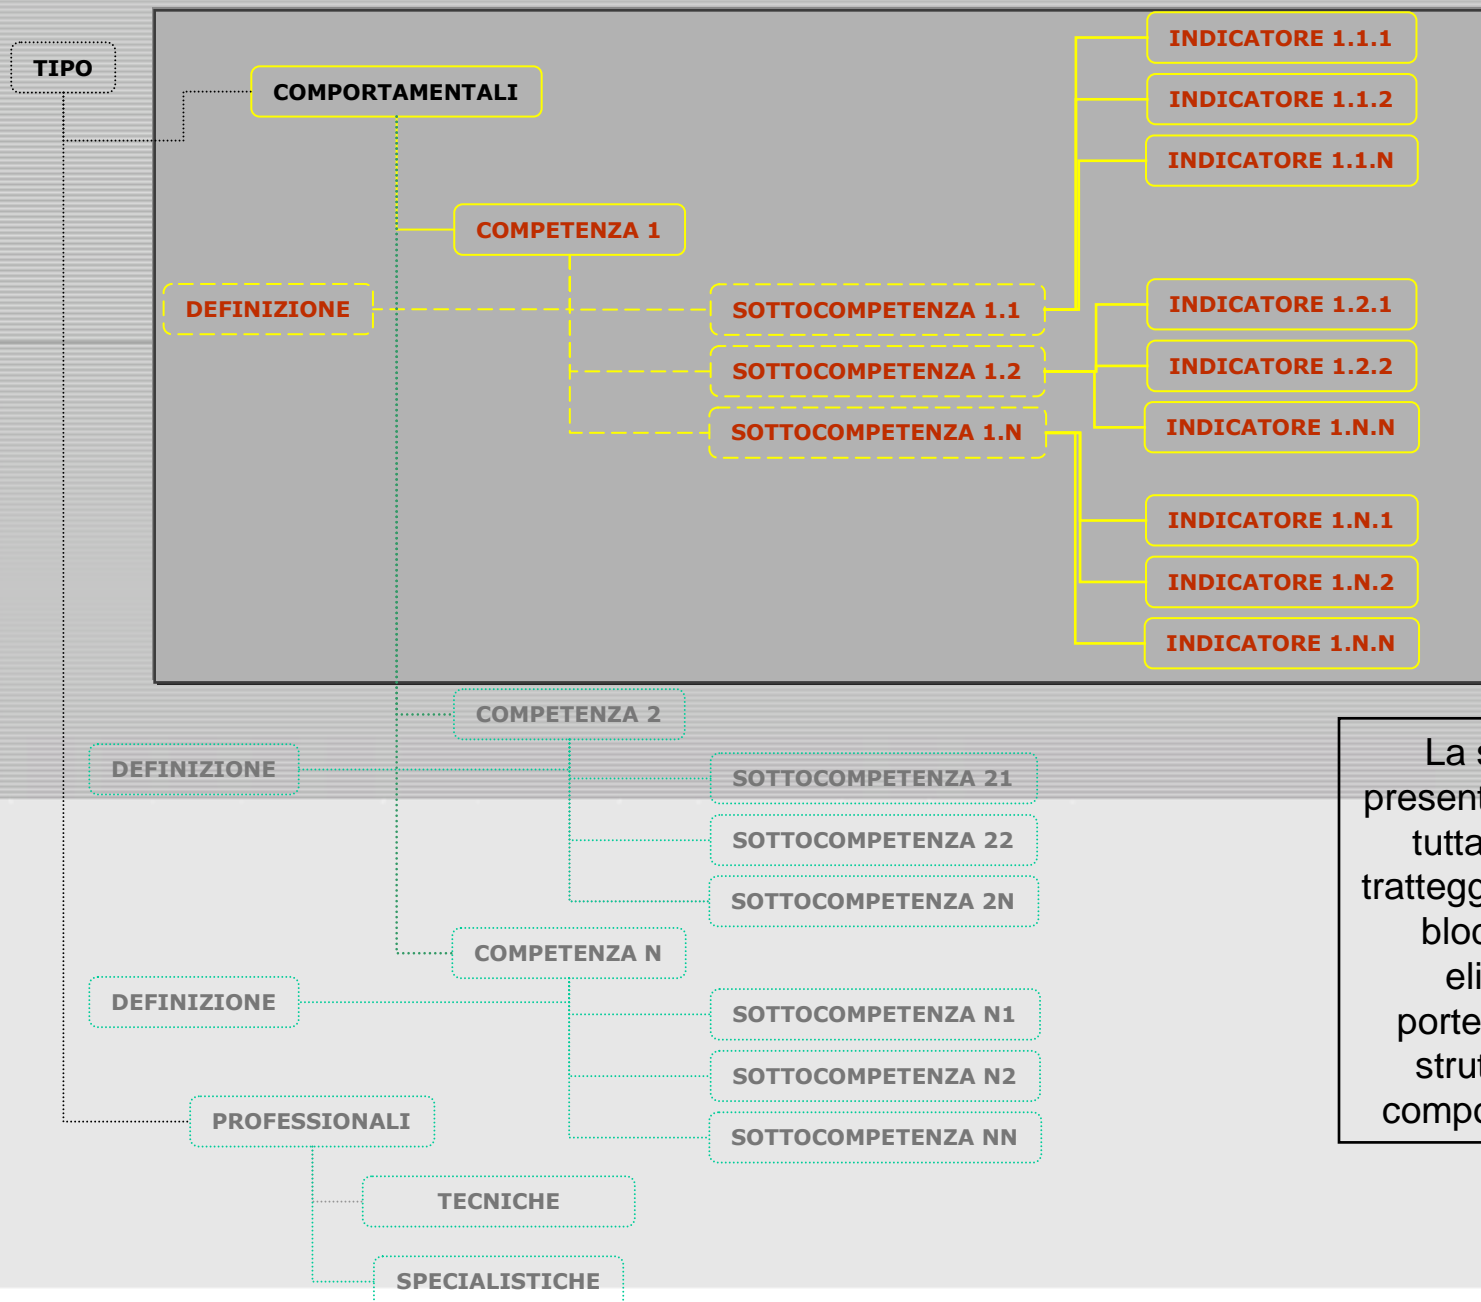 TIPO
COMPORTAMENTALI
COMPETENZA 1
DEFINIZIONE
SOTTOCOMPETENZA 1.1
INDICATORE 1.1.1
INDICATORE 1.1.2
INDICATORE 1.1.N
SOTTOCOMPETENZA 1.2
INDICATORE 1.2.1
INDICATORE 1.2.2
INDICATORE 1.N.N
SOTTOCOMPETENZA 1.N
INDICATORE 1.N.1
INDICATORE 1.N.2
INDICATORE 1.N.N
COMPETENZA 2
DEFINIZIONE
SOTTOCOMPETENZA 21
SOTTOCOMPETENZA 22
SOTTOCOMPETENZA 2N
COMPETENZA N
DEFINIZIONE
SOTTOCOMPETENZA N1
SOTTOCOMPETENZA N2
SOTTOCOMPETENZA NN
PROFESSIONALI
TECNICHE
SPECIALISTICHE
La